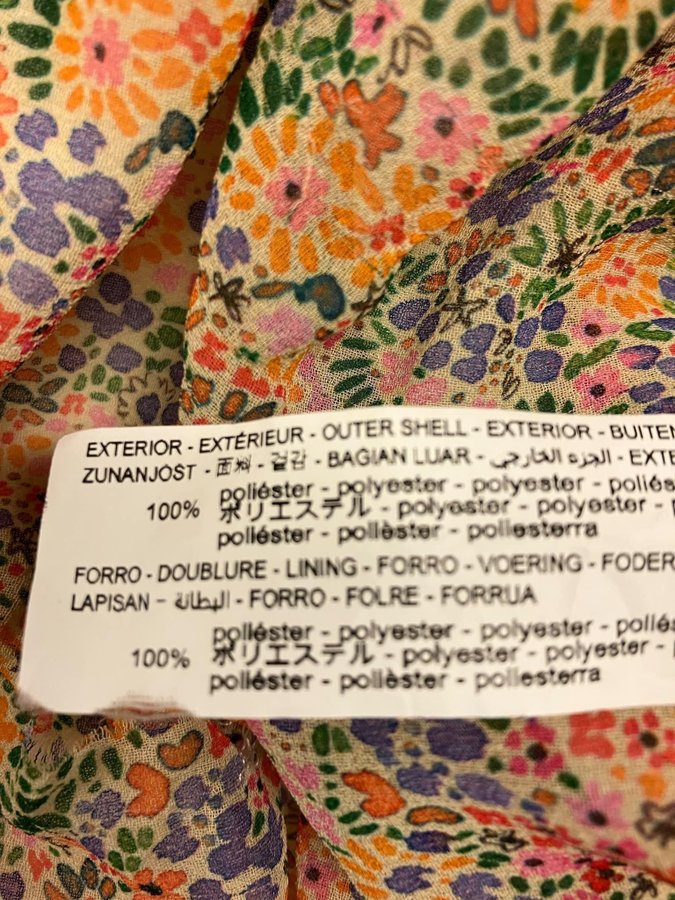 EXTERIOR - EXTÉRIEUR - OUTER SHELL - EXTERIOR - BUITEN
ZUNANJOST - 面料 - 겉감 - BAGIAN LUAR - الجزء الخارجي - EXTE
poliéster - polyester - polyester - poliés
100% ポリエステル - polyester - polyester -
poliéster - pollèster - poliesterra
FORRO - DOUBLURE - LINING - FORRO - VOERING - FODER
LAPISAN - البطانة - FORRO - FOLRE - FORRUA
poliéster - polyester - polyester - poliés
100% ポリエステル - polyester - polyester -
poliéster - pollèster - poliesterra